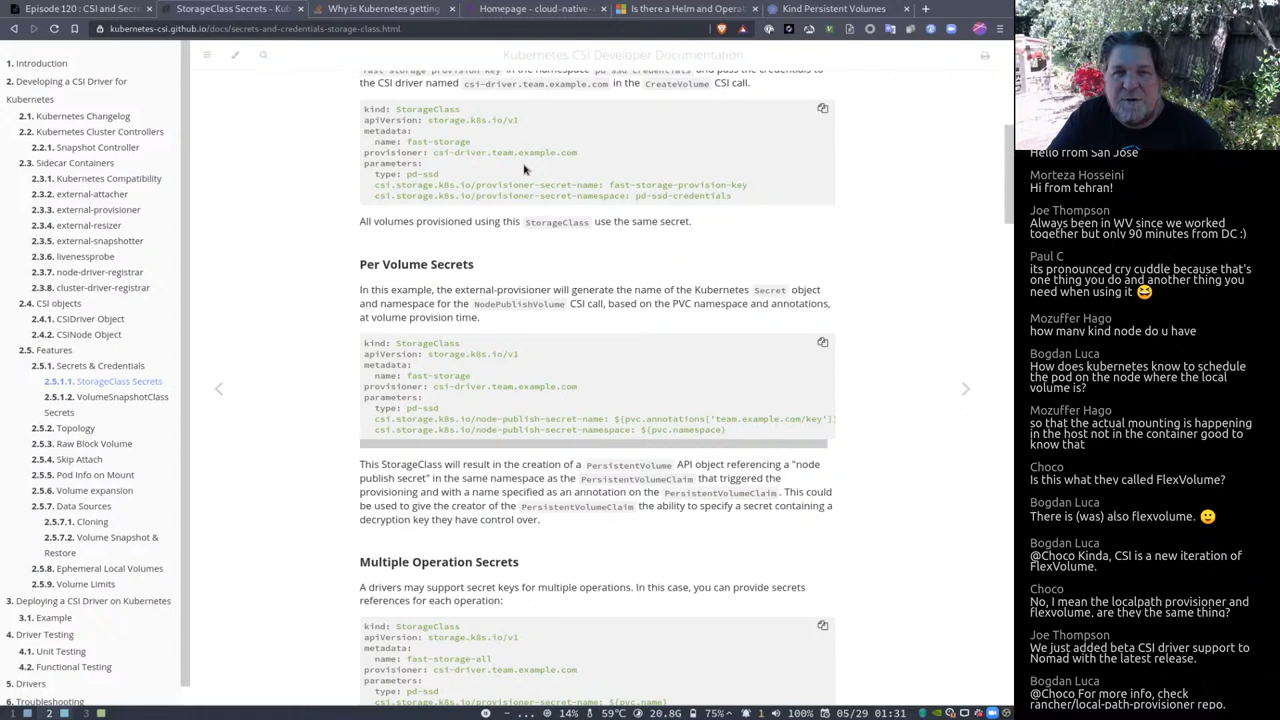 Episode 120 : CSI and Secr
StorageClass Secrets - Kub
Why is Kubernetes getting
Homepage - cloud-native-
Is there a Helm and Operat
Kind Persistent Volumes
kubernetes-csi.github.io/docs/secrets-and-credentials-storage-class.html
1. Introduction
2. Developing a CSI Driver for
Kubernetes
2.1. Kubernetes Changelog
2.2. Kubernetes Cluster Controllers
2.2.1. Snapshot Controller
2.3. Sidecar Containers
2.3.1. Kubernetes Compatibility
2.3.2. external-attacher
2.3.3. external-provisioner
2.3.4. external-resizer
2.3.5. external-snapshotter
2.3.6. livenessprobe
2.3.7. node-driver-registrar
2.3.8. cluster-driver-registrar
2.4. CSI objects
2.4.1. CSIDriver Object
2.4.2. CSINode Object
2.5. Features
2.5.1. Secrets & Credentials
2.5.1.1. StorageClass Secrets
2.5.1.2. VolumeSnapshotClass
Secrets
2.5.2. Topology
2.5.3. Raw Block Volume
2.5.4. Skip Attach
2.5.5. Pod Info on Mount
2.5.6. Volume expansion
2.5.7. Data Sources
2.5.7.1. Cloning
2.5.7.2. Volume Snapshot &
Restore
2.5.8. Ephemeral Local Volumes
2.5.9. Volume Limits
3. Deploying a CSI Driver on Kubernetes
3.1. Example
4. Driver Testing
4.1. Unit Testing
4.2. Functional Testing
5. Drivers
6. Troubleshooting
Kubernetes CSI Developer Documentation
fast-storage-provision-key in the namespace pd-ssd-credentials and pass the credentials to
the CSI driver named csi-driver.team.example.com in the CreateVolume CSI call.
kind: StorageClass
apiVersion: storage.k8s.io/v1
metadata:
name: fast-storage
provisioner: csi-driver.team.example.com
parameters:
type: pd-ssd
csi.storage.k8s.io/provisioner-secret-name: fast-storage-provision-key
csi.storage.k8s.io/provisioner-secret-namespace: pd-ssd-credentials
All volumes provisioned using this StorageClass use the same secret.
Per Volume Secrets
In this example, the external-provisioner will generate the name of the Kubernetes Secret object
and namespace for the NodePublishVolume CSI call, based on the PVC namespace and annotations,
at volume provision time.
kind: StorageClass
apiVersion: storage.k8s.io/v1
metadata:
name: fast-storage
provisioner: csi-driver.team.example.com
parameters:
type: pd-ssd
csi.storage.k8s.io/node-publish-secret-name: ${pvc.annotations['team.example.com/key']}
csi.storage.k8s.io/node-publish-secret-namespace: ${pvc.namespace}
This StorageClass will result in the creation of a PersistentVolume API object referencing a "node
publish secret" in the same namespace as the PersistentVolumeClaim that triggered the
provisioning and with a name specified as an annotation on the PersistentVolumeClaim . This could
be used to give the creator of the PersistentVolumeClaim the ability to specify a secret containing a
decryption key they have control over.
Multiple Operation Secrets
A drivers may support secret keys for multiple operations. In this case, you can provide secrets
references for each operation:
kind: StorageClass
apiVersion: storage.k8s.io/v1
metadata:
name: fast-storage-all
provisioner: csi-driver.team.example.com
parameters:
type: pd-ssd
csi.storage.k8s.io/provisioner-secret-name: ${pv.name}
Hello from San Jose
Morteza Hosseini
Hi from tehran!
Joe Thompson
Always been in WV since we worked
together but only 90 minutes from DC :)
Paul C
its pronounced cry cuddle because that's
one thing you do and another thing you
need when using it 😆
Mozuffer Hago
how many kind node do u have
Bogdan Luca
How does kubernetes know to schedule
the pod on the node where the local
volume is?
Mozuffer Hago
so that the actual mounting is happening
in the host not in the container good to
know that
Choco
Is this what they called FlexVolume?
Bogdan Luca
There is (was) also flexvolume. 🙂
Bogdan Luca
@Choco Kinda, CSI is a new iteration of
FlexVolume.
Choco
No, I mean the localpath provisioner and
flexvolume, are they the same thing?
Joe Thompson
We just added beta CSI driver support to
Nomad with the latest release.
Bogdan Luca
@Choco For more info, check
rancher/local-path-provisioner repo.
1 2 3
14% 59°C 20.8G 75% 1 100% 05/29 01:31